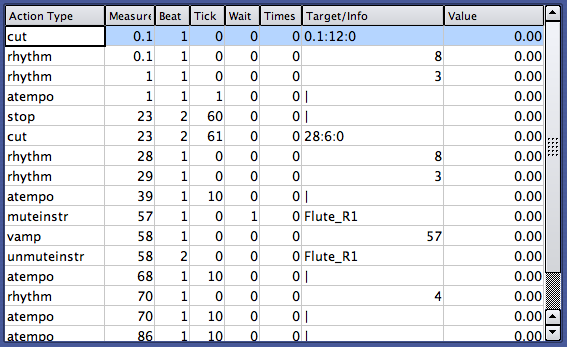 Action Type Measure Beat Tick Wait Times Target/Info Value
cut 0.1 1 0 0 0 0.1:12:0 0.00
rhythm 0.1 1 0 0 0 8 0.00
rhythm 1 1 0 0 0 3 0.00
atempo 1 1 1 0 0 | 0.00
stop 23 2 60 0 0 | 0.00
cut 23 2 61 0 0 28:6:0 0.00
rhythm 28 1 0 0 0 8 0.00
rhythm 29 1 0 0 0 3 0.00
atempo 39 1 10 0 0 | 0.00
muteinstr 57 1 0 1 0 Flute_R1 0.00
vamp 58 1 0 0 0 57 0.00
unmuteinstr 58 2 0 0 0 Flute_R1 0.00
atempo 68 1 10 0 0 | 0.00
rhythm 70 1 0 0 0 4 0.00
atempo 70 1 10 0 0 | 0.00
atempo 86 1 10 0 0 | 0.00